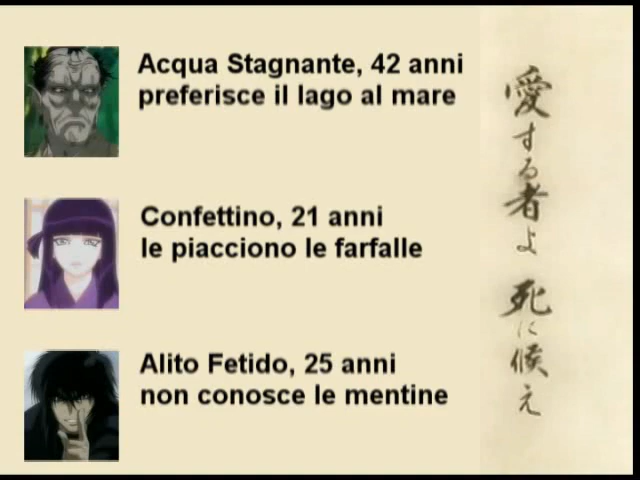 Acqua Stagnante, 42 anni
preferisce il lago al mare
Confettino, 21 anni
le piacciono le farfalle
Alito Fetido, 25 anni
non conosce le mentine
愛する者よ 死に候え